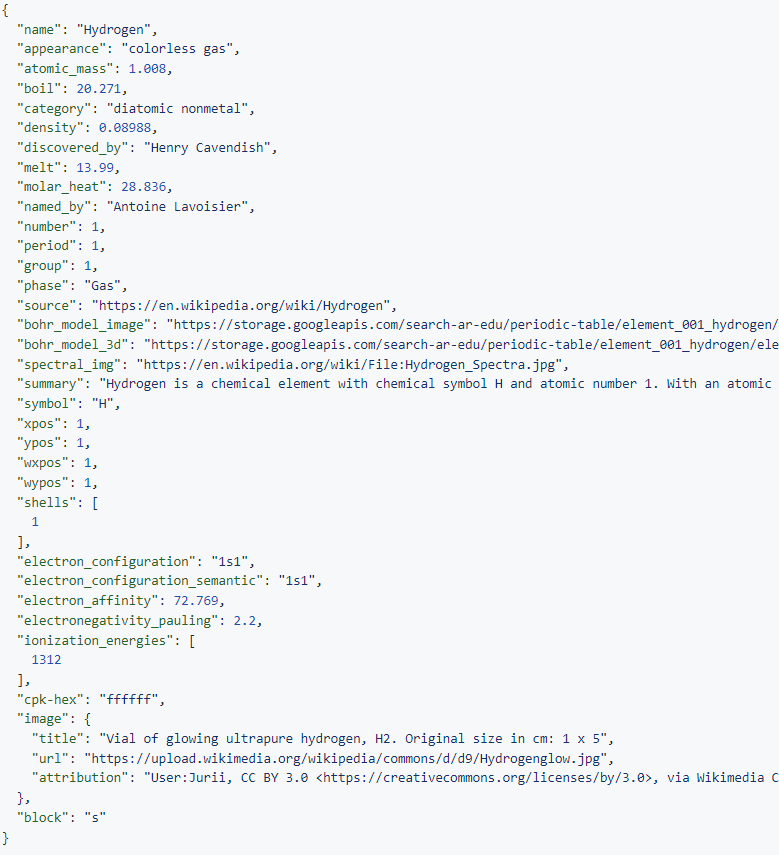 {
  "name": "Hydrogen",
  "appearance": "colorless gas",
  "atomic_mass": 1.008,
  "boil": 20.271,
  "category": "diatomic nonmetal",
  "density": 0.08988,
  "discovered_by": "Henry Cavendish",
  "melt": 13.99,
  "molar_heat": 28.836,
  "named_by": "Antoine Lavoisier",
  "number": 1,
  "period": 1,
  "group": 1,
  "phase": "Gas",
  "source": "https://en.wikipedia.org/wiki/Hydrogen",
  "bohr_model_image": "https://storage.googleapis.com/search-ar-edu/periodic-table/element_001_hydrogen/
  "bohr_model_3d": "https://storage.googleapis.com/search-ar-edu/periodic-table/element_001_hydrogen/ele
  "spectral_img": "https://en.wikipedia.org/wiki/File:Hydrogen_Spectra.jpg",
  "summary": "Hydrogen is a chemical element with chemical symbol H and atomic number 1. With an atomic
  "symbol": "H",
  "xpos": 1,
  "ypos": 1,
  "wxpos": 1,
  "wypos": 1,
  "shells": [
    1
  ],
  "electron_configuration": "1s1",
  "electron_configuration_semantic": "1s1",
  "electron_affinity": 72.769,
  "electronegativity_pauling": 2.2,
  "ionization_energies": [
    1312
  ],
  "cpk-hex": "ffffff",
  "image": {
    "title": "Vial of glowing ultrapure hydrogen, H2. Original size in cm: 1 x 5",
    "url": "https://upload.wikimedia.org/wikipedia/commons/d/d9/Hydrogenglow.jpg",
    "attribution": "User:Jurii, CC BY 3.0 <https://creativecommons.org/licenses/by/3.0>, via Wikimedia C
  },
  "block": "s"
}